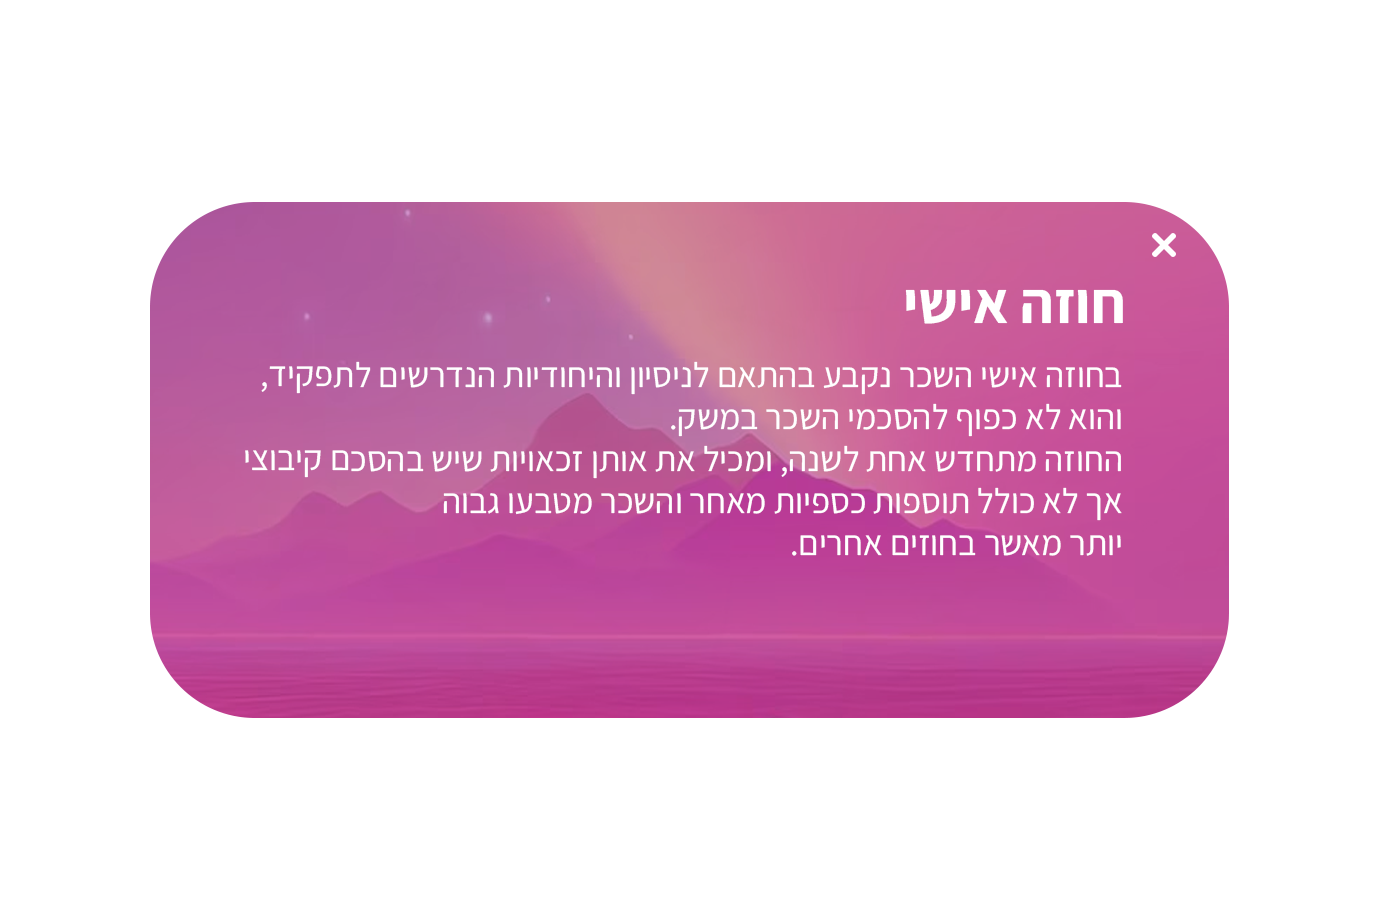 חוזה אישי
בחוזה אישי השכר נקבע בהתאם לניסיון והיחודיות הנדרשים לתפקיד,
והוא לא כפוף להסכמי השכר במשק.
החוזה מתחדש אחת לשנה, ומכיל את אותן זכאויות שיש בהסכם קיבוצי
אך לא כולל תוספות כספיות מאחר והשכר מטבעו גבוה
יותר מאשר בחוזים אחרים.